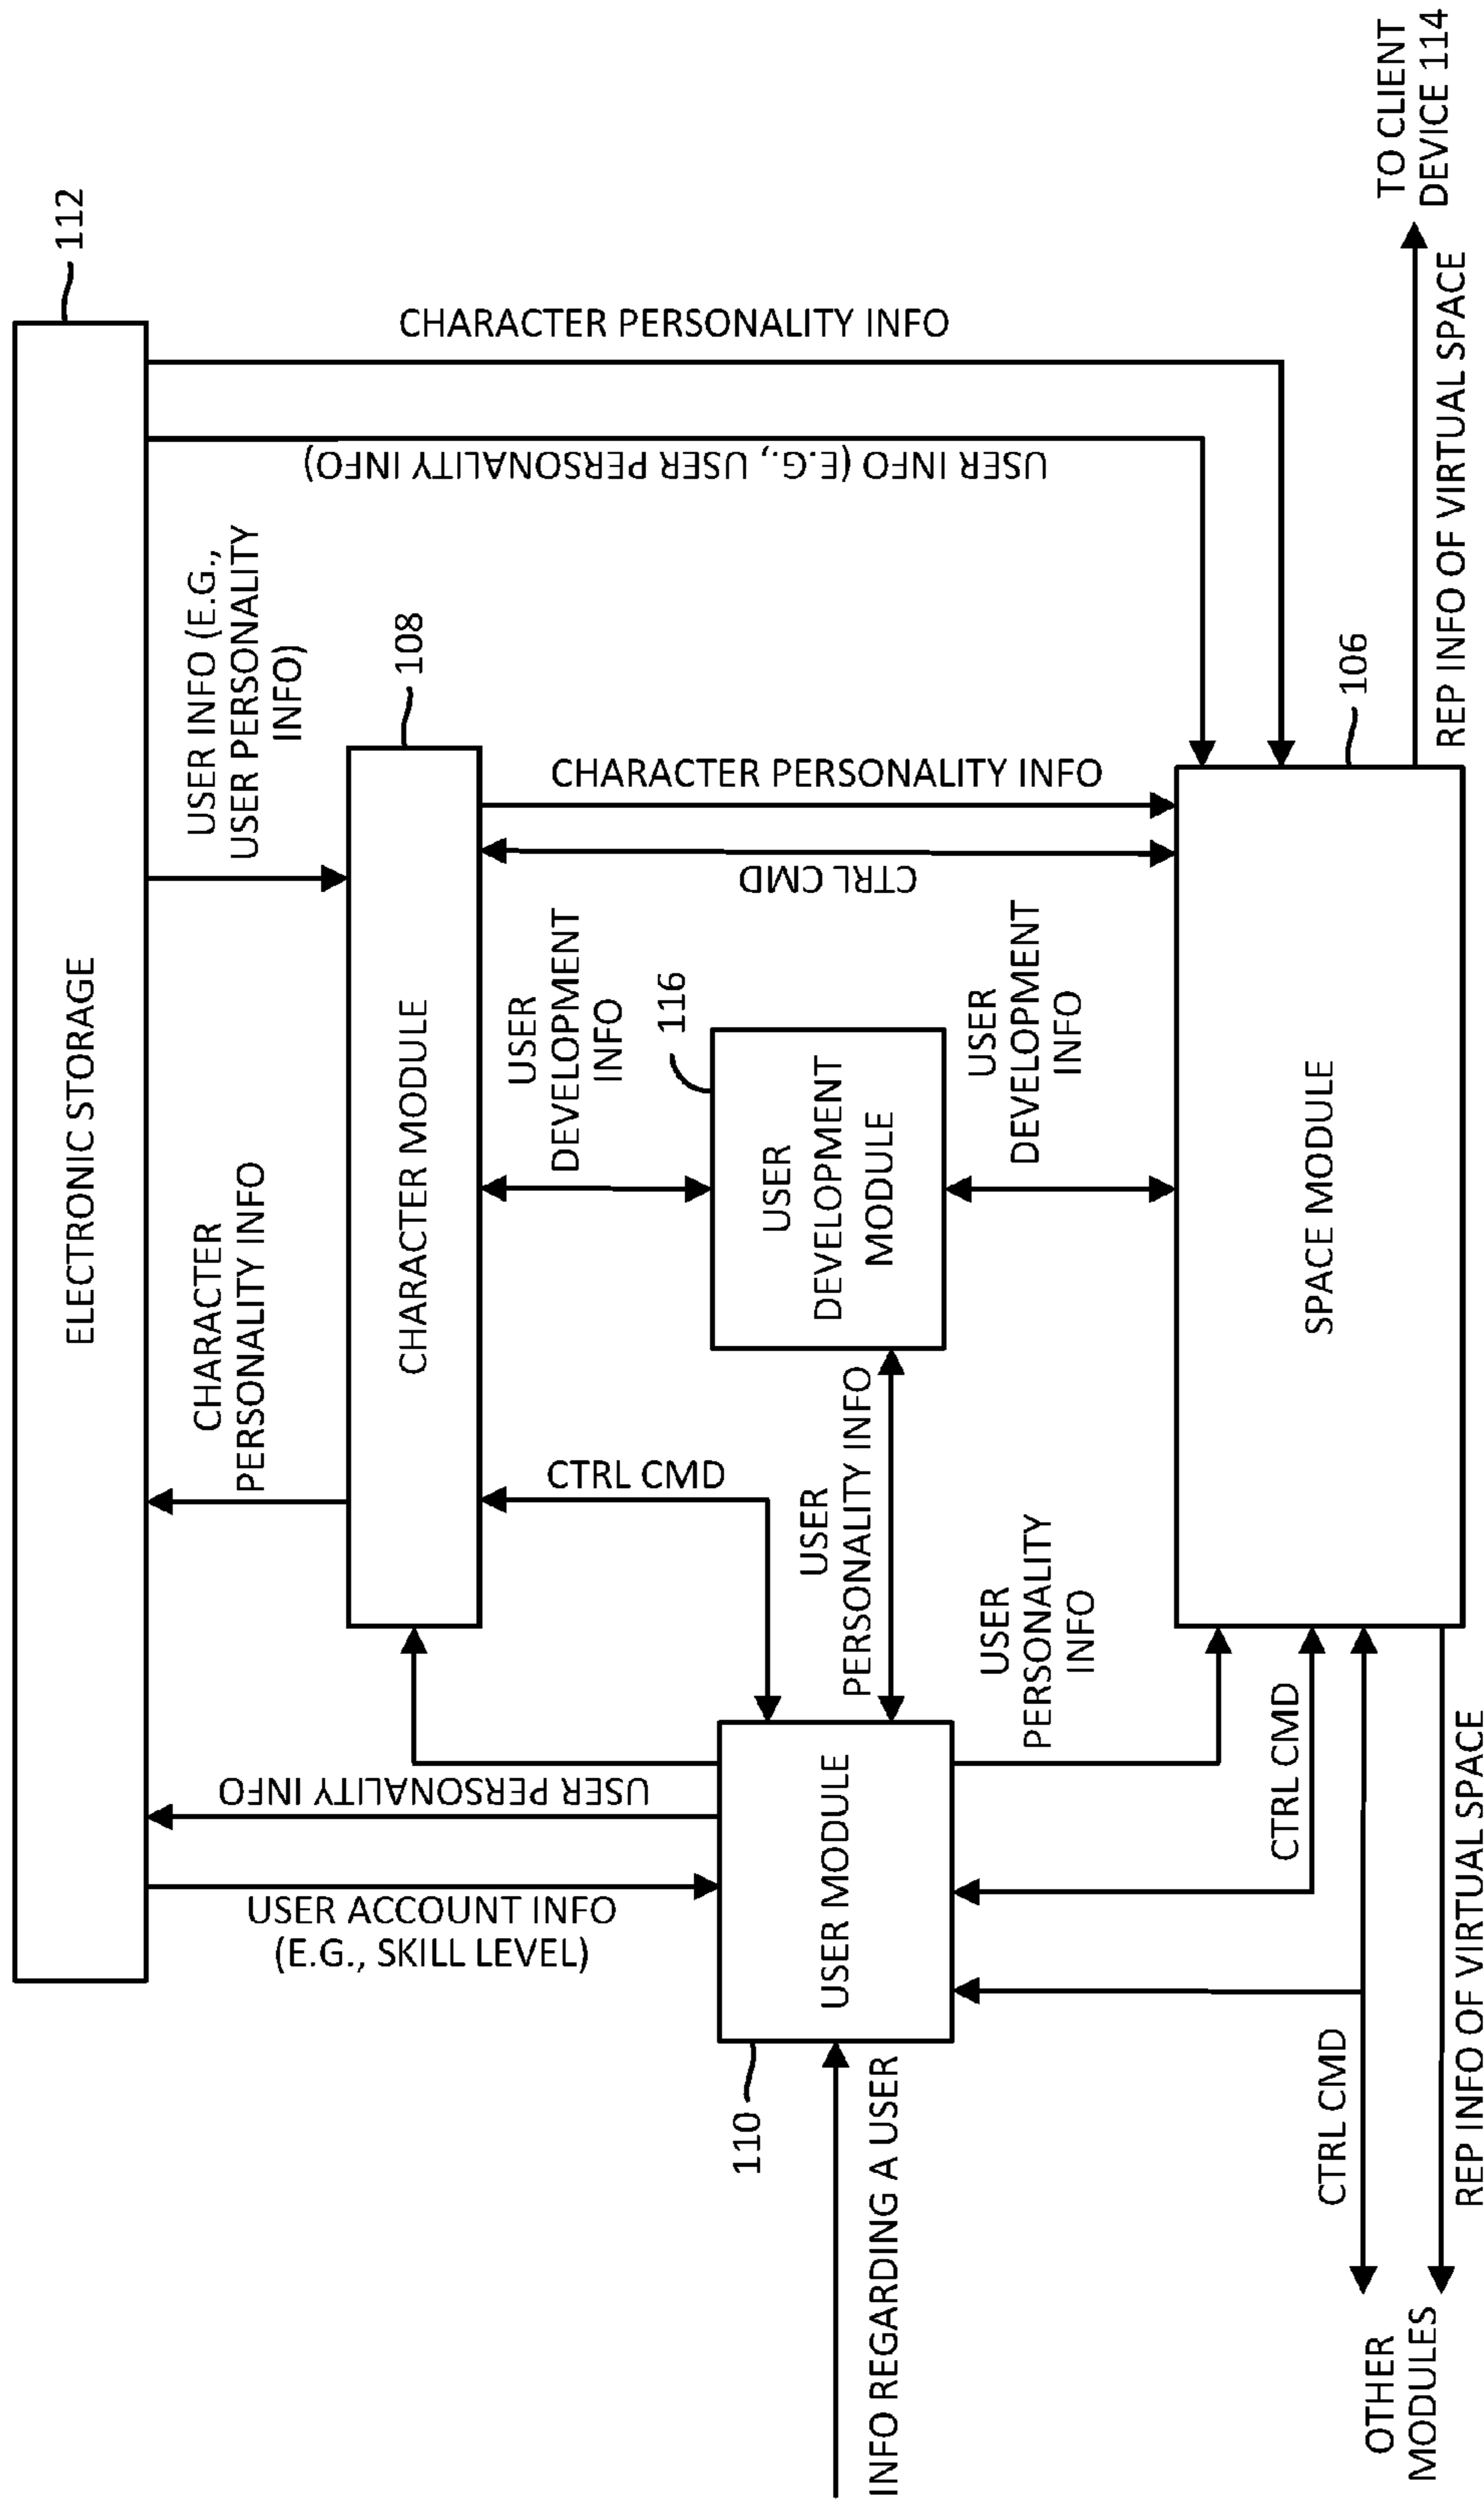 ELECTRONIC STORAGE
112
USER ACCOUNT INFO
(E.G., SKILL LEVEL)
USER PERSONALITY INFO
CHARACTER
PERSONALITY INFO
USER INFO (E.G.,
USER PERSONALITY
INFO)
USER INFO (E.G., USER PERSONALITY INFO)
CHARACTER PERSONALITY INFO
CHARACTER MODULE
108
CTRL CMD
USER
DEVELOPMENT
INFO
CTRL CMD
CHARACTER PERSONALITY INFO
INFO REGARDING A USER
110
USER MODULE
USER
PERSONALITY INFO
116
USER
DEVELOPMENT
MODULE
USER
PERSONALITY
INFO
USER
DEVELOPMENT
INFO
CTRL CMD
CTRL CMD
SPACE MODULE
106
OTHER
MODULES
REP INFO OF VIRTUAL SPACE
REP INFO OF VIRTUAL SPACE
TO CLIENT
DEVICE 114